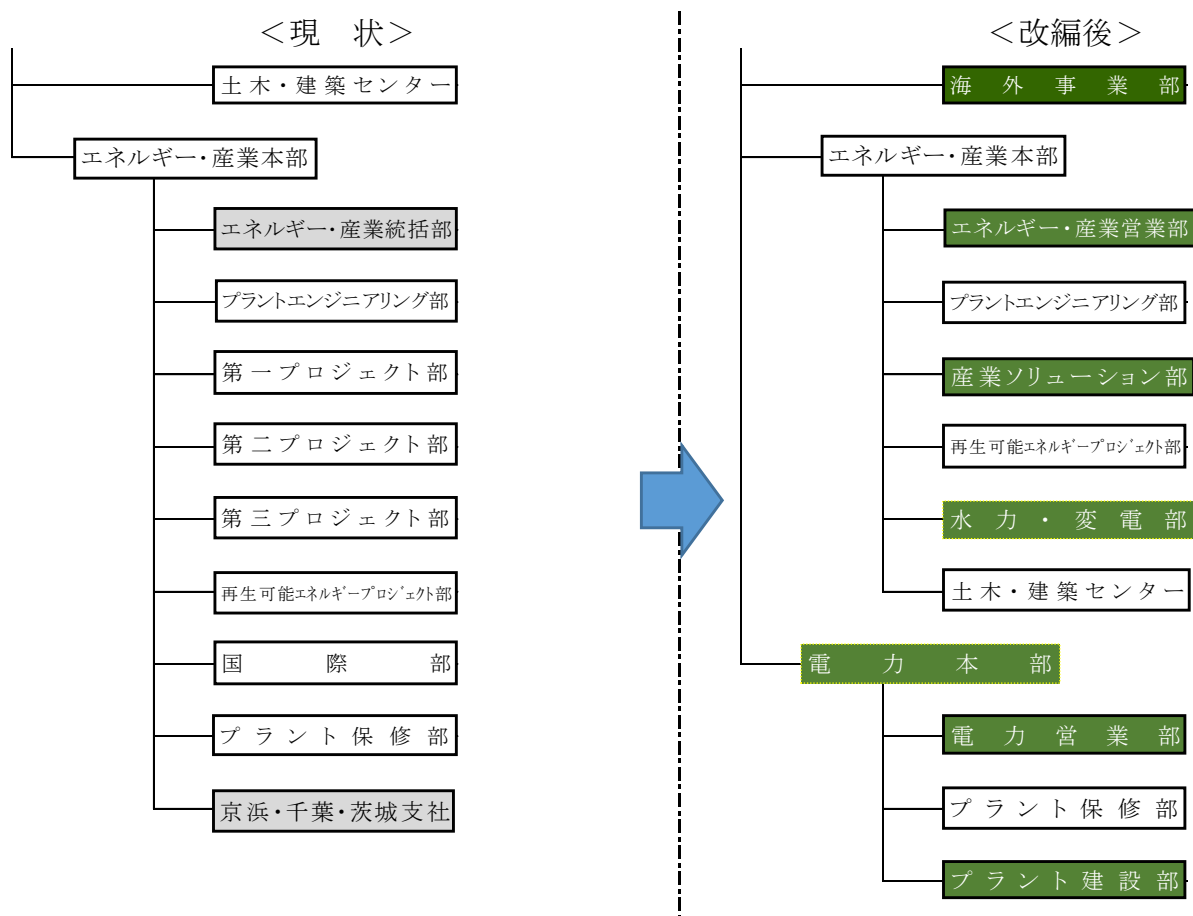 ＜現　状＞
土木・建築センター
エネルギー・産業本部
エネルギー・産業統括部
プラントエンジニアリング部
第一プロジェクト部
第二プロジェクト部
第三プロジェクト部
再生可能エネルギープロジェクト部
国際部
プラント保修部
京浜・千葉・茨城支社
＜改編後＞
海外事業部
エネルギー・産業本部
エネルギー・産業営業部
プラントエンジニアリング部
産業ソリューション部
再生可能エネルギープロジェクト部
水力・変電部
土木・建築センター
電力本部
電力営業部
プラント保修部
プラント建設部